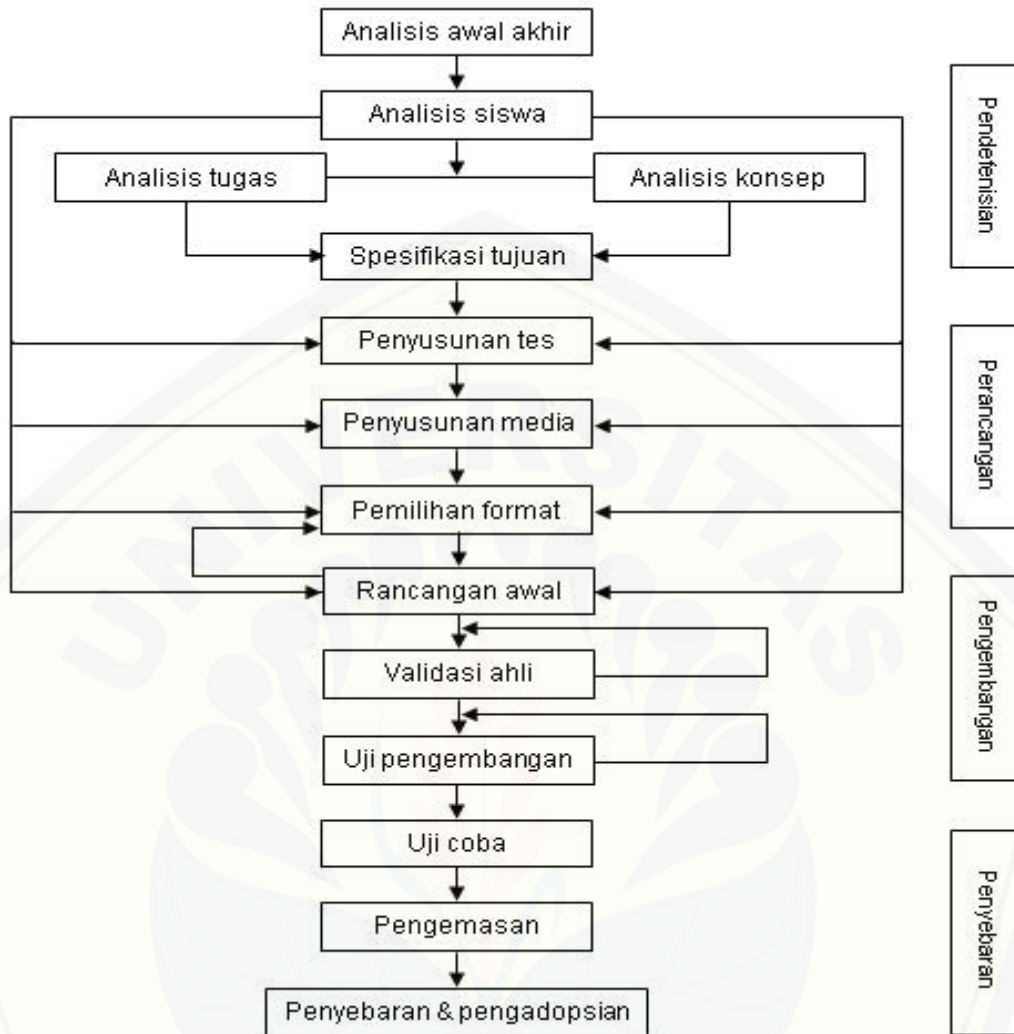 Analisis awal akhir
Analisis siswa
Analisis tugas
Analisis konsep
Spesifikasi tujuan
Penyusunan tes
Penyusunan media
Pemilihan format
Rancangan awal
Validasi ahli
Uji pengembangan
Uji coba
Pengemasan
Penyebaran & pengadopsian
Pendefenisian
Perancangan
Pengembangan
Penyebaran
UNIVERSITAS